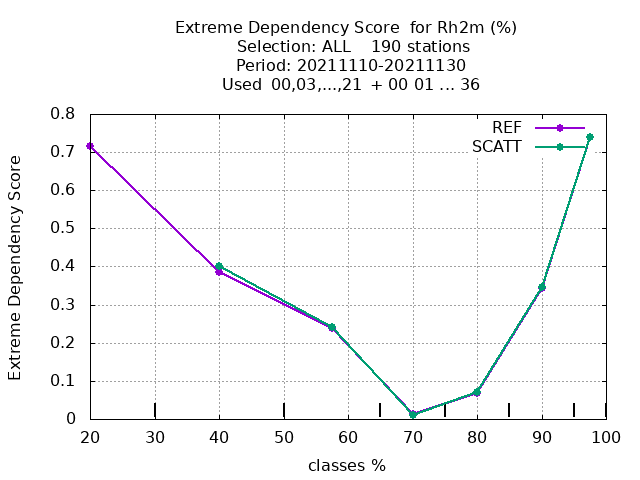 Extreme Dependency Score  for Rh2m (%)
Selection: ALL    190 stations
Period: 20211110-20211130
Used  00,03,...,21  + 00 01 ... 36
REF
SCATT
Extreme Dependency Score
0.8
0.7
0.6
0.5
0.4
0.3
0.2
0.1
0
20 30 40 50 60 70 80 90 100
classes %